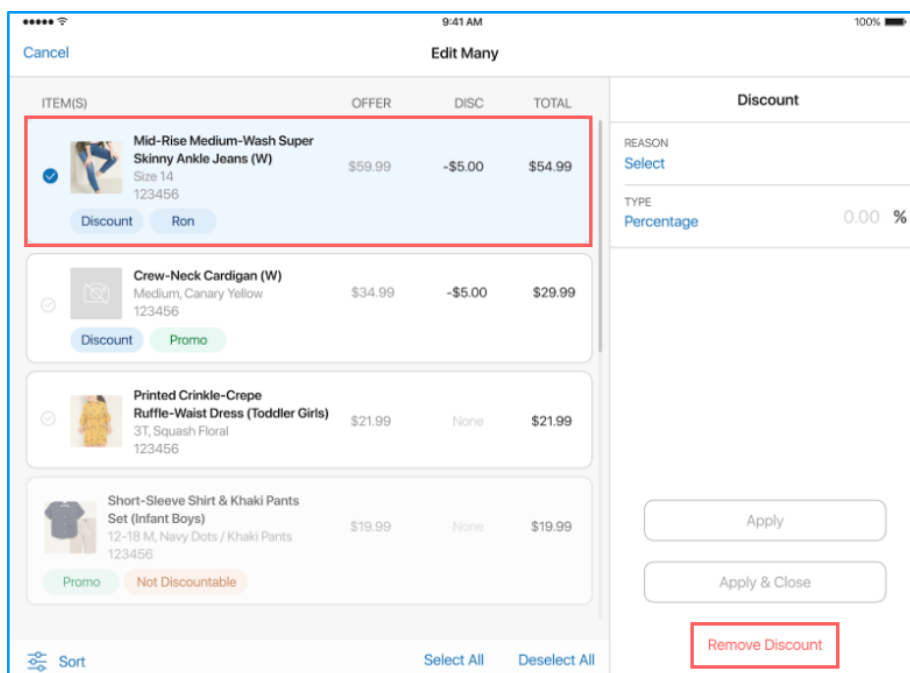 9:41 AM
100%
Cancel
Edit Many
ITEM(S) OFFER DISC TOTAL
Mid-Rise Medium-Wash Super
Skinny Ankle Jeans (W)
Size 14
123456
$59.99 -$5.00 $54.99
Discount Ron
Crew-Neck Cardigan (W)
Medium, Canary Yellow
123456
$34.99 -$5.00 $29.99
Discount Promo
Printed Crinkle-Crepe
Ruffle-Waist Dress (Toddler Girls)
3T, Squash Floral
123456
$21.99 None $21.99
Short-Sleeve Shirt & Khaki Pants
Set (Infant Boys)
12-18 M, Navy Dots / Khaki Pants
123456
$19.99 None $19.99
Promo Not Discountable
Sort
Select All Deselect All
Discount
REASON
Select
TYPE
Percentage 0.00 %
Apply
Apply & Close
Remove Discount